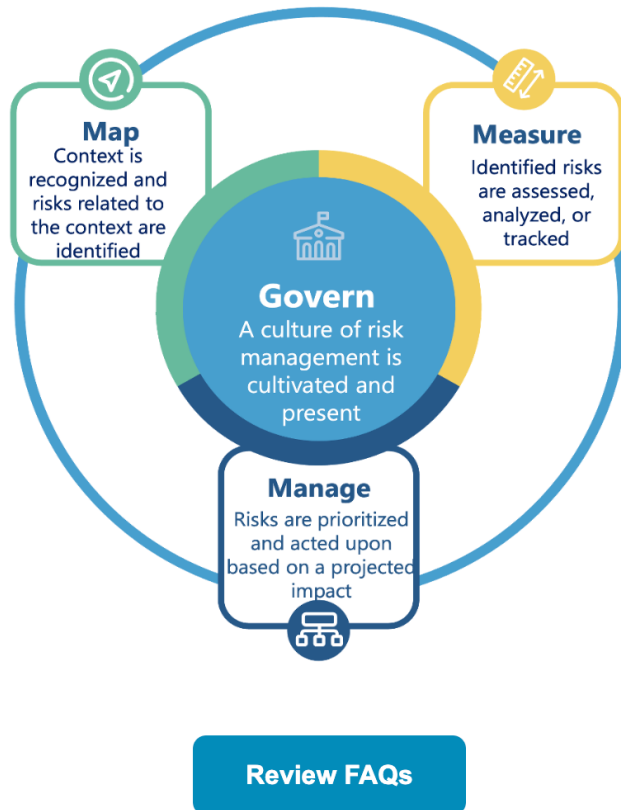 Map
Context is
recognized and
risks related to
the context are
identified
Measure
Identified risks
are assessed,
analyzed, or
tracked
Govern
A culture of risk
management is
cultivated and
present
Manage
Risks are prioritized
and acted upon
based on a projected
impact
Review FAQs